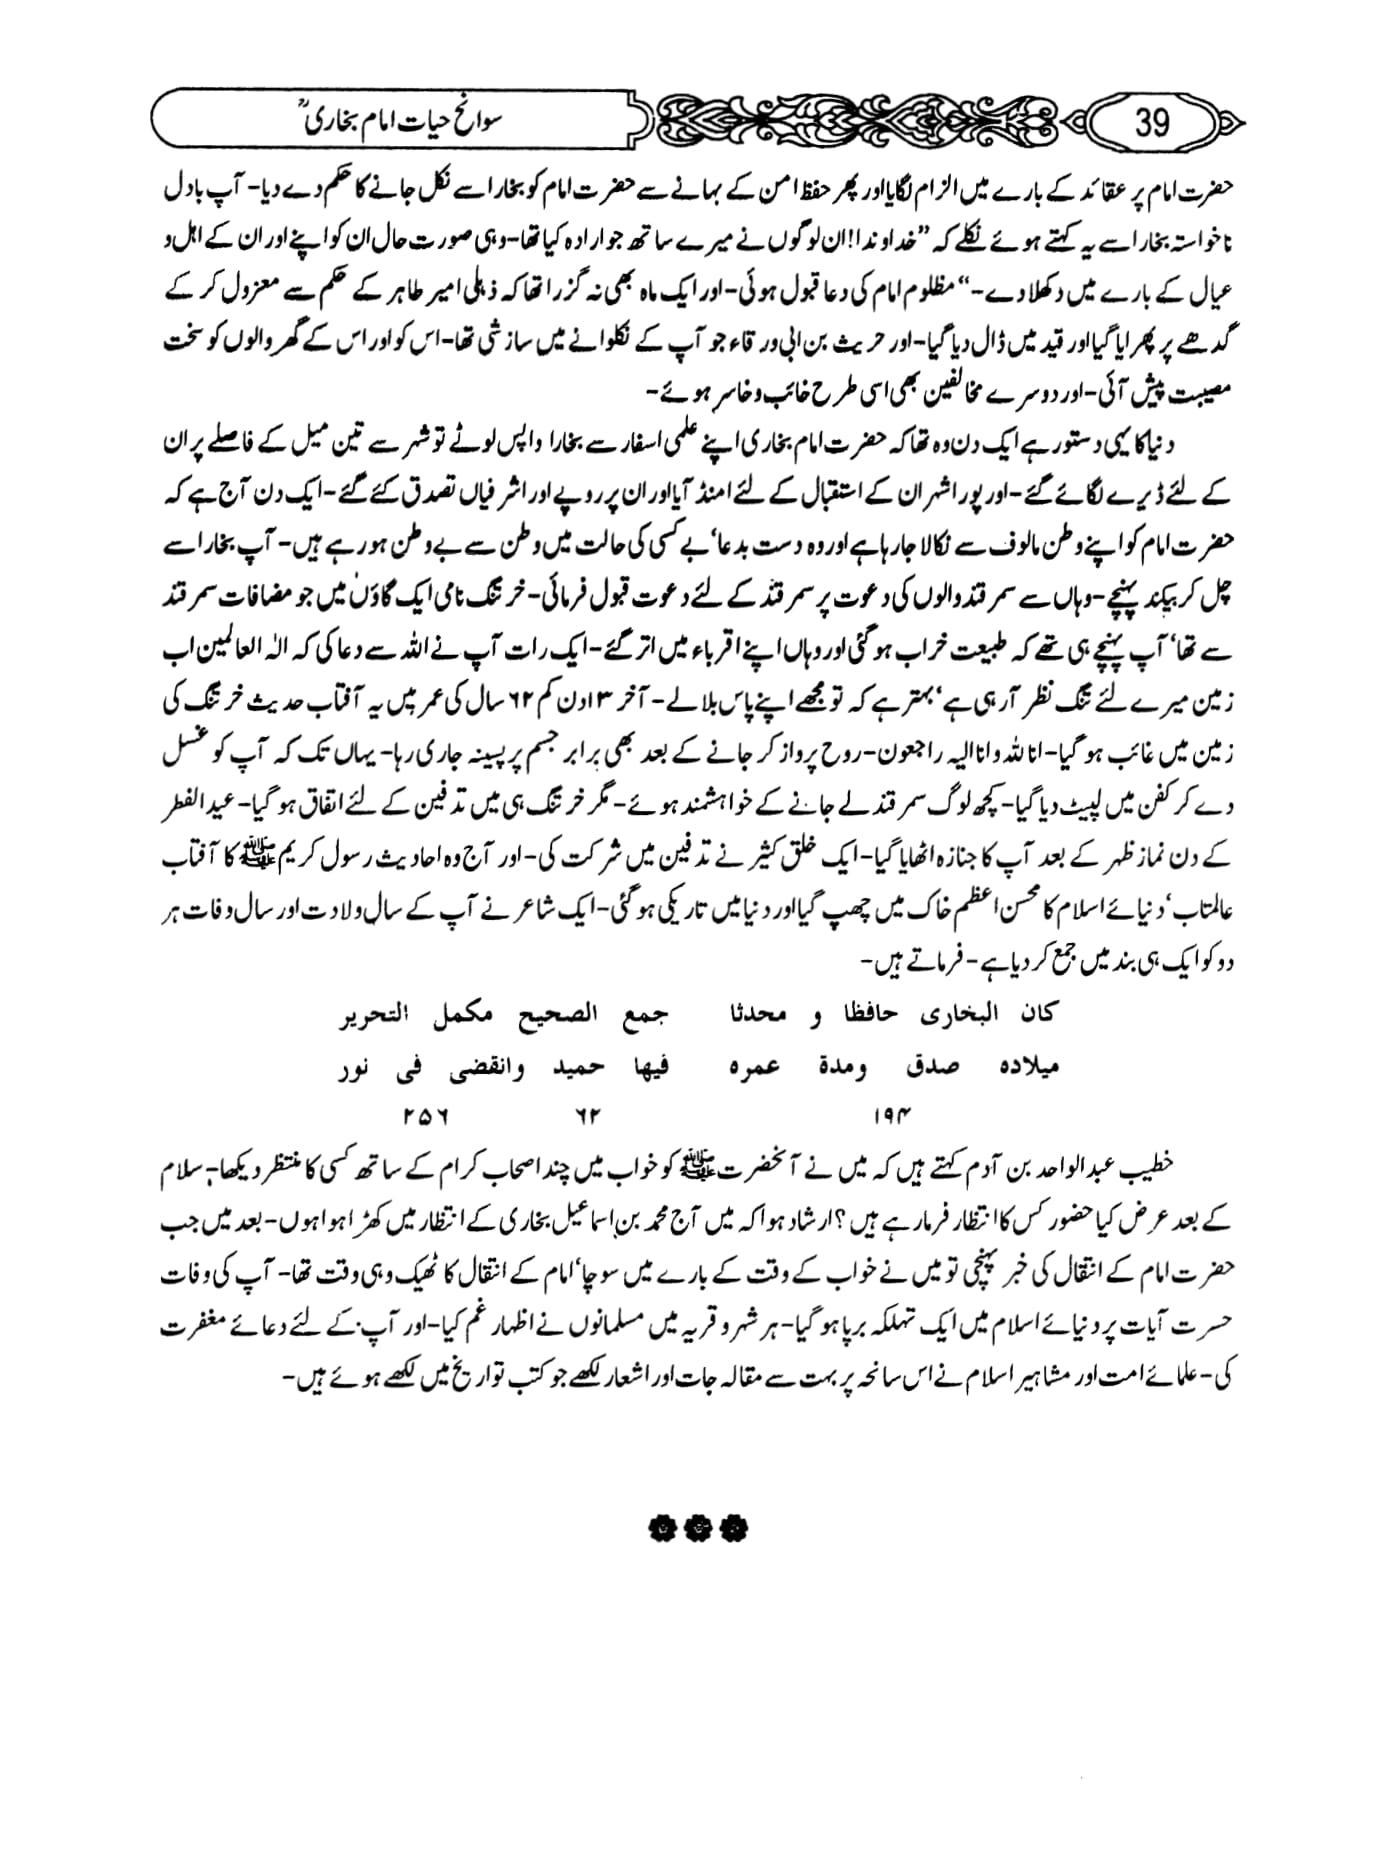 39
سوانح حیات امام بخاریؒ
حضرت امام پر عقائد کے بارے میں الزام لگایا اور پھر حفظ امن کے بہانے سے حضرت امام کو بخارا سے نکل جانے کا حکم دے دیا- آپ بادل
ناخواستہ بخارا سے یہ کہتے ہوئے نکلے کہ ”خداوندا! ان لوگوں نے میرے ساتھ جو ارادہ کیا تھا- وہی صورت حال ان کو اپنے اور ان کے اہل و
عیال کے بارے میں دکھلا دے-“ مظلوم امام کی دعا قبول ہوئی- اور ایک ماہ بھی نہ گزرا تھا کہ ذہلی امیر طاہر کے حکم سے معزول کر کے
گدھے پر پھرایا گیا اور قید میں ڈال دیا گیا- اور حریث بن ابی ورقاء جو آپ کے نکلوانے میں سازشی تھا- اس کو اور اس کے گھر والوں کو سخت
مصیبت پیش آئی- اور دوسرے مخالفین بھی اسی طرح خائب و خاسر ہوئے-
دنیا کا یہی دستور ہے ایک دن وہ تھا کہ حضرت امام بخاری اپنے علمی اسفار سے بخارا واپس لوٹے تو شہر سے تین میل کے فاصلے پر ان
کے لئے ڈیرے لگائے گئے- اور پورا شہر ان کے استقبال کے لئے امنڈ آیا اور ان پر روپے اور اشرفیاں تصدق کئے گئے- ایک دن آج ہے کہ
حضرت امام کو اپنے وطن مالوف سے نکالا جا رہا ہے اور وہ دست بدعا‘ بے کسی کی حالت میں وطن سے بے وطن ہو رہے ہیں- آپ بخارا سے
چل کر بیکند پہنچے- وہاں سے سمرقند والوں کی دعوت پر سمرقند کے لئے دعوت قبول فرمائی- خرتنگ نامی ایک گاؤں میں جو مضافات سمرقند
سے تھا‘ آپ پہنچے ہی تھے کہ طبیعت خراب ہو گئی اور وہاں اپنے اقرباء میں اتر گئے- ایک رات آپ نے اللہ سے دعا کی کہ الہ العالمین اب
زمین میرے لئے تنگ نظر آ رہی ہے‘ بہتر ہے کہ تو مجھے اپنے پاس بلا لے- آخر ۱۳ دن کم ۶۲ سال کی عمر میں یہ آفتاب حدیث خرتنگ کی
زمین میں غائب ہو گیا- انا للہ و انا الیہ راجعون- روح پرواز کر جانے کے بعد بھی برابر جسم پر پسینہ جاری رہا- یہاں تک کہ آپ کو غسل
دے کر کفن میں لپیٹ دیا گیا- کچھ لوگ سمرقند لے جانے کے خواہشمند ہوئے- مگر خرتنگ ہی میں تدفین کے لئے اتفاق ہو گیا- عید الفطر
کے دن نماز ظہر کے بعد آپ کا جنازہ اٹھایا گیا- ایک خلق کثیر نے تدفین میں شرکت کی- اور آج وہ احادیث رسول کریم ﷺ کا آفتاب
عالمتاب‘ دنیائے اسلام کا محسن اعظم خاک میں چھپ گیا اور دنیا میں تاریکی ہو گئی- ایک شاعر نے آپ کے سال ولادت اور سال وفات ہر
دو کو ایک ہی بند میں جمع کر دیا ہے- فرماتے ہیں-
کان البخاری حافظا و محدثا جمع الصحیح مکمل التحریر
میلادہ صدق ومدة عمرہ فیھا حمید وانقضی فی نور
۱۹۴ ۶۲ ۲۵۶
خطیب عبدالواحد بن آدم کہتے ہیں کہ میں نے آنحضرت ﷺ کو خواب میں چند اصحاب کرام کے ساتھ کسی کا منتظر دیکھا- سلام
کے بعد عرض کیا حضور کس کا انتظار فرما رہے ہیں؟ ارشاد ہوا کہ میں آج محمد بن اسماعیل بخاری کے انتظار میں کھڑا ہوا ہوں- بعد میں جب
حضرت امام کے انتقال کی خبر پہنچی تو میں نے خواب کے وقت کے بارے میں سوچا‘ امام کے انتقال کا ٹھیک وہی وقت تھا- آپ کی وفات
حسرت آیات پر دنیائے اسلام میں ایک تہلکہ برپا ہو گیا- ہر شہر و قریہ میں مسلمانوں نے اظہار غم کیا- اور آپ کے لئے دعائے مغفرت
کی- علمائے امت اور مشاہیر اسلام نے اس سانحہ پر بہت سے مقالہ جات اور اشعار لکھے جو کتب تواریخ میں لکھے ہوئے ہیں-